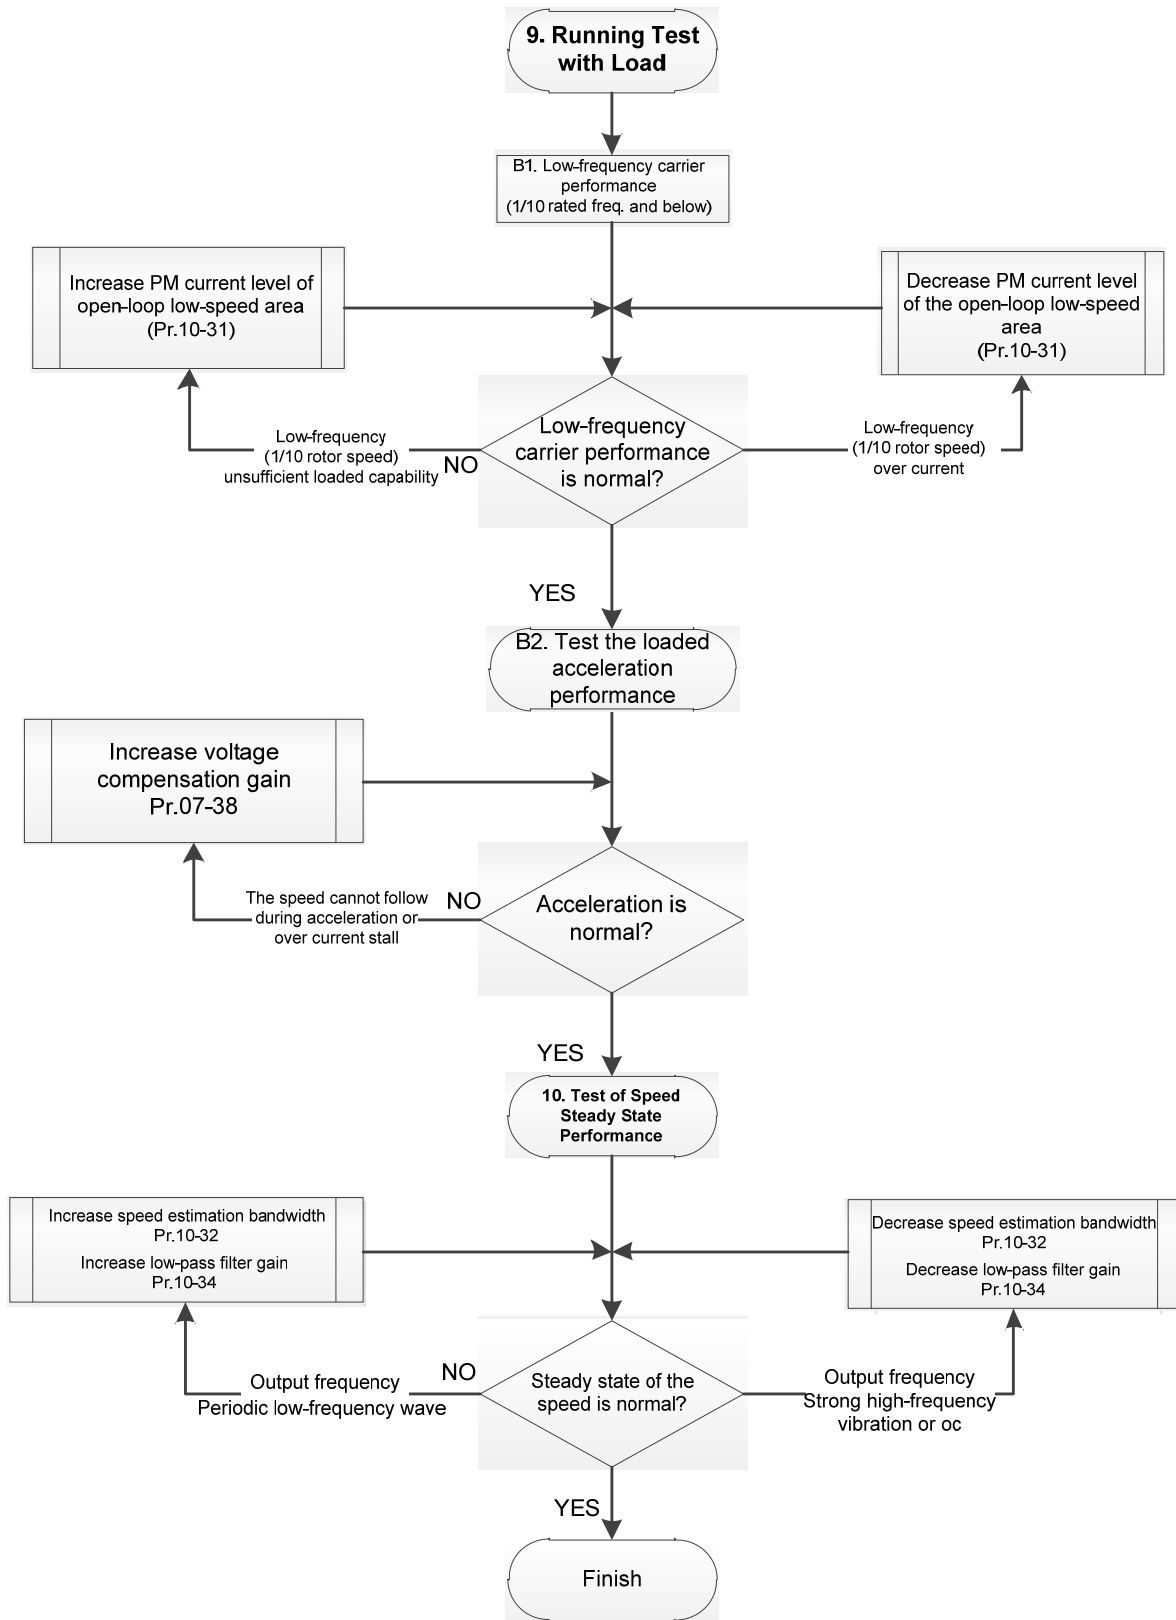 9. Running Test
with Load
B1. Low-frequency carrier
performance
(1/10 rated freq. and below)
Increase PM current level of
open-loop low-speed area
(Pr.10-31)
Decrease PM current level
of the open-loop low-speed
area
(Pr.10-31)
Low-frequency
carrier performance
is normal?
Low-frequency
(1/10 rotor speed)
unsufficient loaded capability
NO
Low-frequency
(1/10 rotor speed)
over current
YES
B2. Test the loaded
acceleration
performance
Increase voltage
compensation gain
Pr.07-38
The speed cannot follow
during acceleration or
over current stall
NO
Acceleration is
normal?
YES
10. Test of Speed
Steady State
Performance
Increase speed estimation bandwidth
Pr.10-32
Increase low-pass filter gain
Pr.10-34
Decrease speed estimation bandwidth
Pr.10-32
Decrease low-pass filter gain
Pr.10-34
Output frequency
Periodic low-frequency wave
NO
Steady state of the
speed is normal?
Output frequency
Strong high-frequency
vibration or oc
YES
Finish